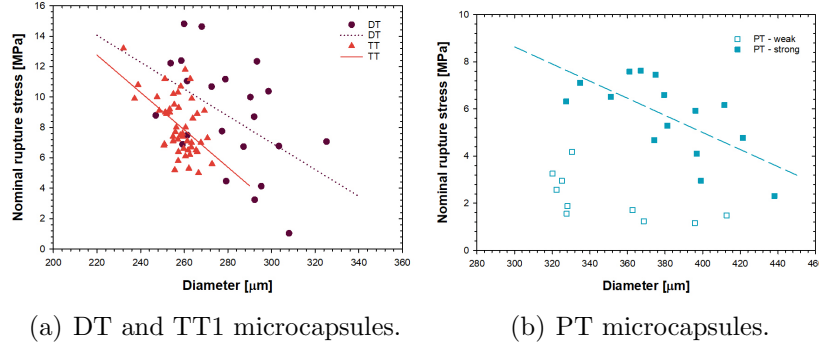 Nominal rupture stress [MPa]
16
14
12
10
8
6
4
2
0
200 220 240 260 280 300 320 340 360
Diameter [μm]
DT
DT
TT
TT
(a) DT and TT1 microcapsules.
Nominal rupture stress [MPa]
10
8
6
4
2
0
280 300 320 340 360 380 400 420 440 460
Diameter [μm]
PT - weak
PT - strong
(b) PT microcapsules.